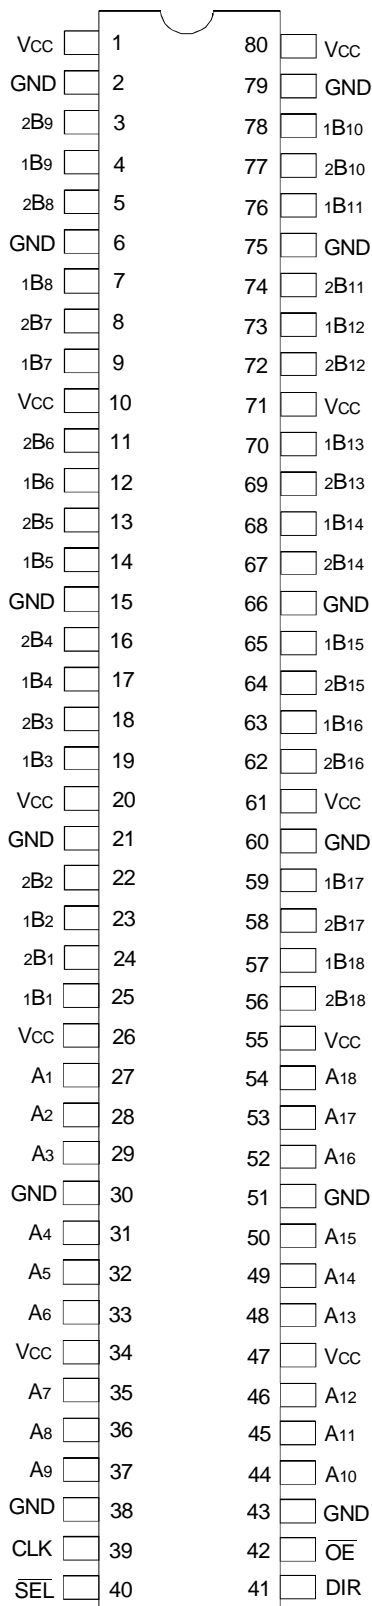 Vcc 1 80 Vcc
GND 2 79 GND
2B9 3 78 1B10
1B9 4 77 2B10
2B8 5 76 1B11
GND 6 75 GND
1B8 7 74 2B11
2B7 8 73 1B12
1B7 9 72 2B12
Vcc 10 71 Vcc
2B6 11 70 1B13
1B6 12 69 2B13
2B5 13 68 1B14
1B5 14 67 2B14
GND 15 66 GND
2B4 16 65 1B15
1B4 17 64 2B15
2B3 18 63 1B16
1B3 19 62 2B16
Vcc 20 61 Vcc
GND 21 60 GND
2B2 22 59 1B17
1B2 23 58 2B17
2B1 24 57 1B18
1B1 25 56 2B18
Vcc 26 55 Vcc
A1 27 54 A18
A2 28 53 A17
A3 29 52 A16
GND 30 51 GND
A4 31 50 A15
A5 32 49 A14
A6 33 48 A13
Vcc 34 47 Vcc
A7 35 46 A12
A8 36 45 A11
A9 37 44 A10
GND 38 43 GND
CLK 39 42 O̅E̅
S̅E̅L̅ 40 41 DIR